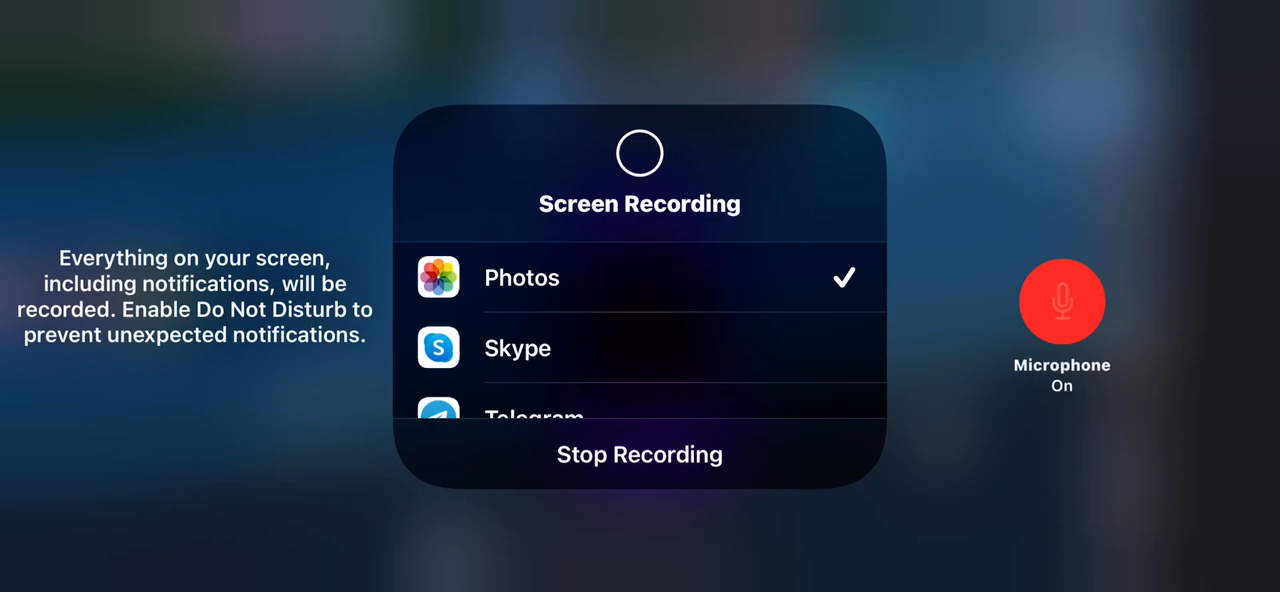 Screen Recording
Everything on your screen,
including notifications, will be
recorded. Enable Do Not Disturb to
prevent unexpected notifications.
Photos
Skype
Telegram
Stop Recording
Microphone
On